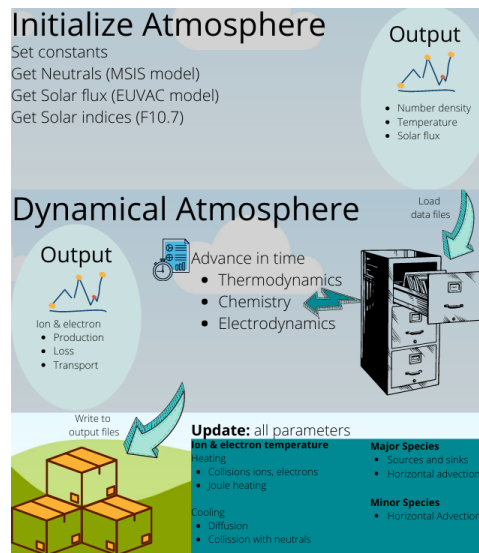 Initialize Atmosphere
Set constants
Get Neutrals (MSIS model)
Get Solar flux (EUVAC model)
Get Solar indices (F10.7)
Output
• Number density
• Temperature
• Solar flux
Load
data files
Dynamical Atmosphere
Output
Ion & electron
• Production
• Loss
• Transport
Advance in time
• Thermodynamics
• Chemistry
• Electrodynamics
Write to
output files
Update: all parameters
Ion & electron temperature
Heating
• Collisions ions, electrons
• Joule heating
Cooling
• Diffusion
• Collission with neutrals
Major Species
• Sources and sinks
• Horizontal advection
Minor Species
• Horizontal Advection